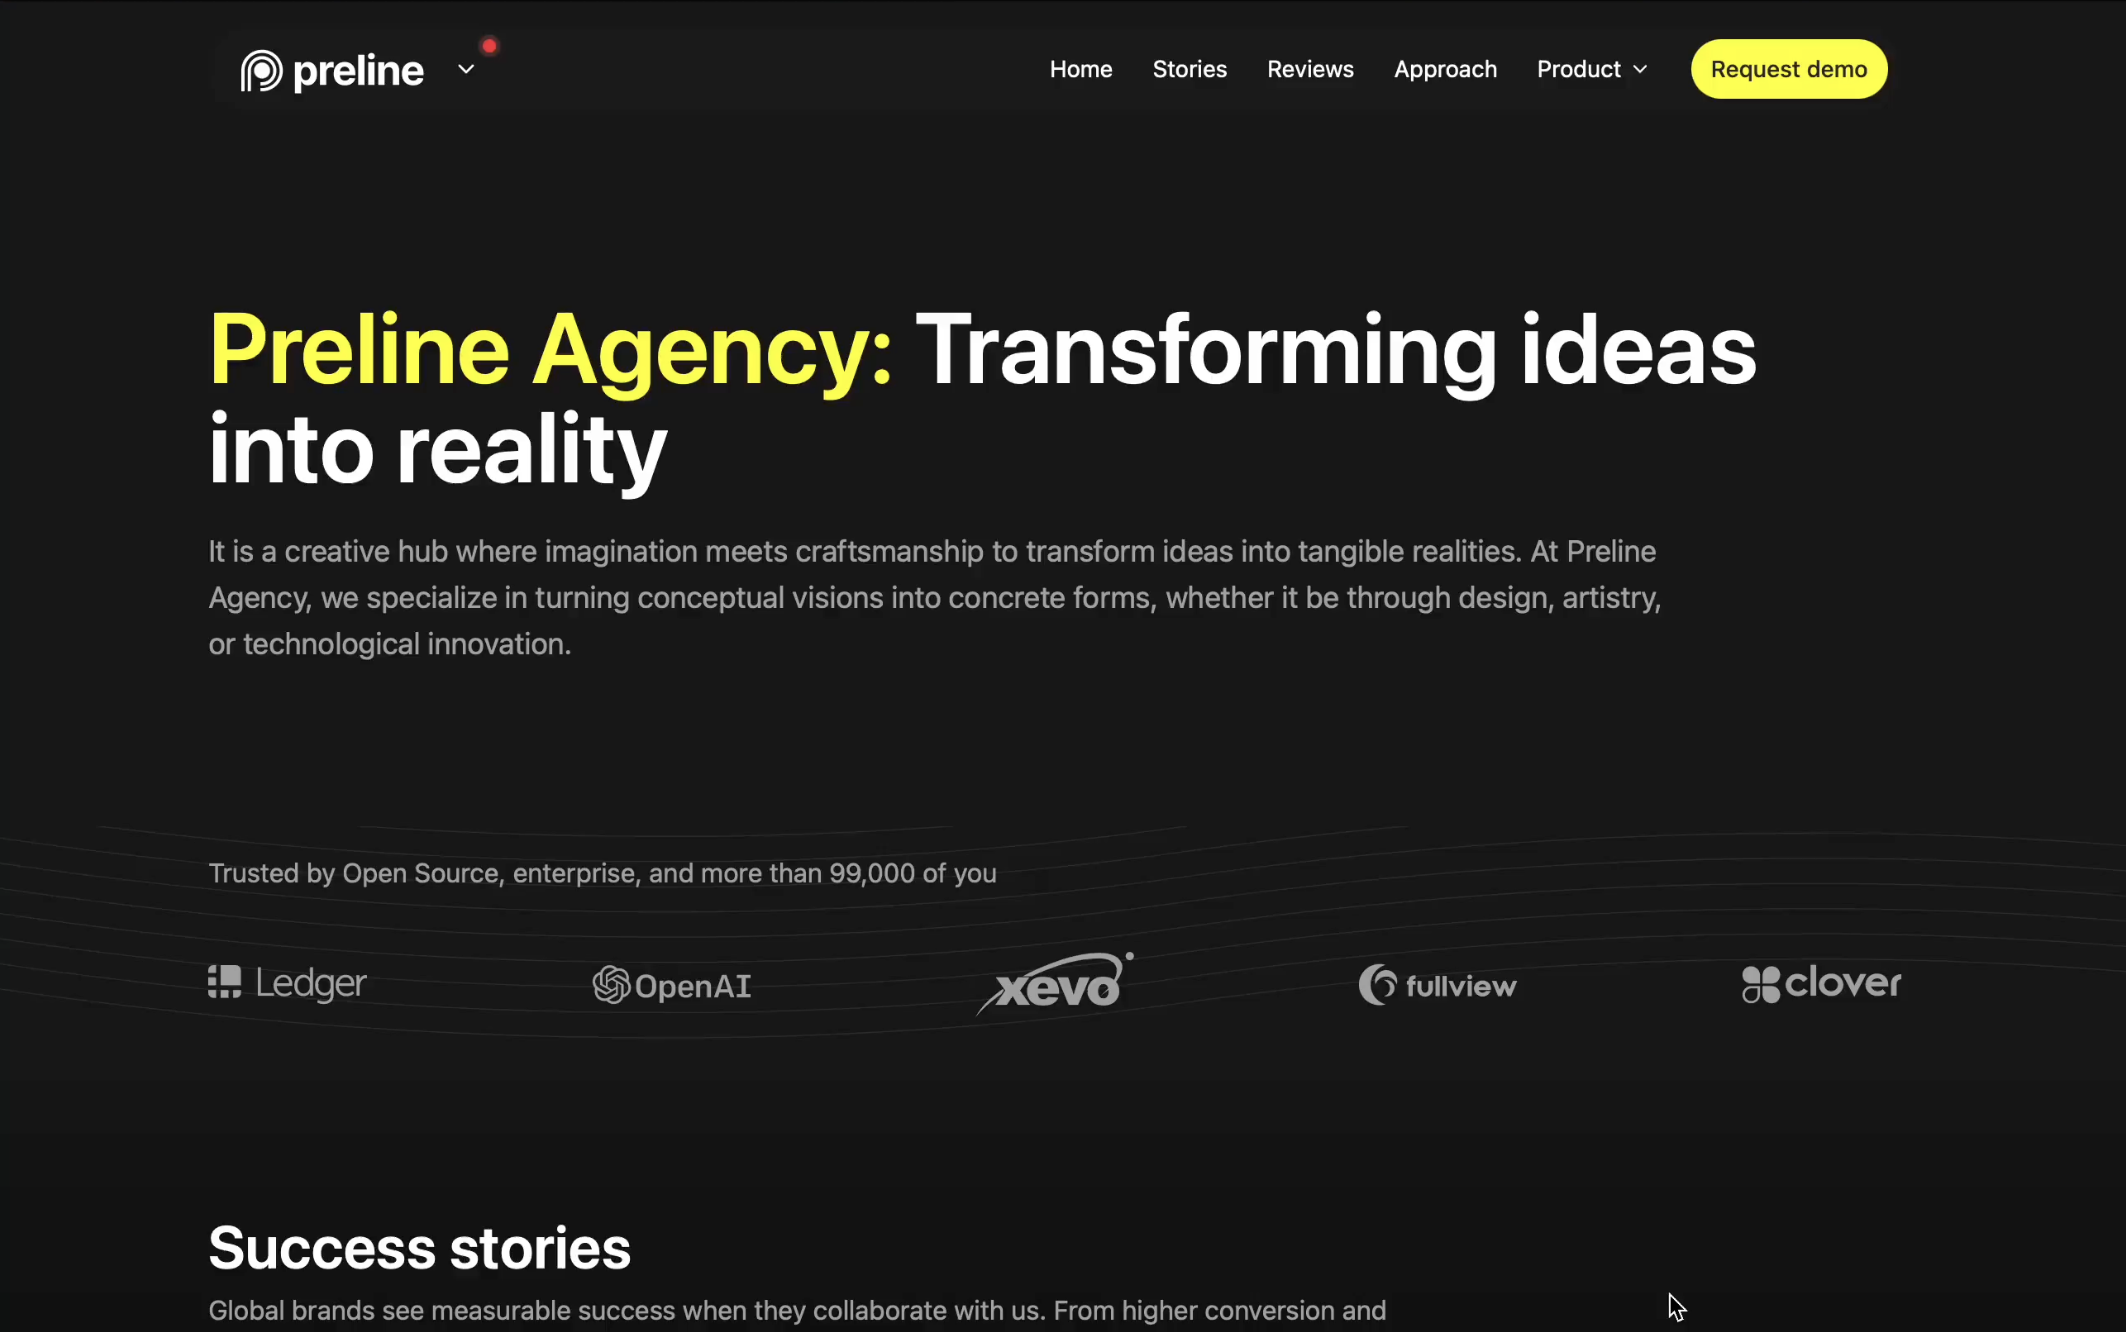 preline
Home
Stories
Reviews
Approach
Product
Request demo
Preline Agency: Transforming ideas
into reality
It is a creative hub where imagination meets craftsmanship to transform ideas into tangible realities. At Preline
Agency, we specialize in turning conceptual visions into concrete forms, whether it be through design, artistry,
or technological innovation.
Trusted by Open Source, enterprise, and more than 99,000 of you
Ledger
OpenAI
xevo
fullview
clover
Success stories
Global brands see measurable success when they collaborate with us. From higher conversion and